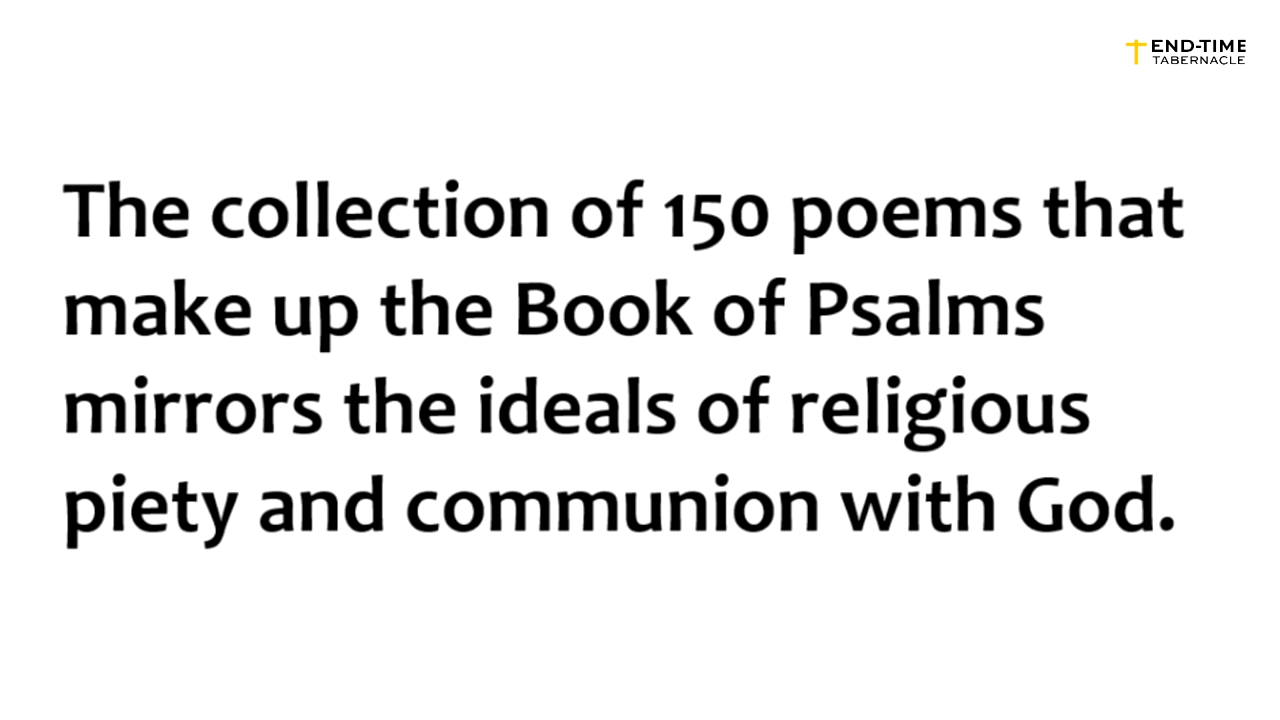 END-TIME
TABERNACLE
The collection of 150 poems that
make up the Book of Psalms
mirrors the ideals of religious
piety and communion with God.